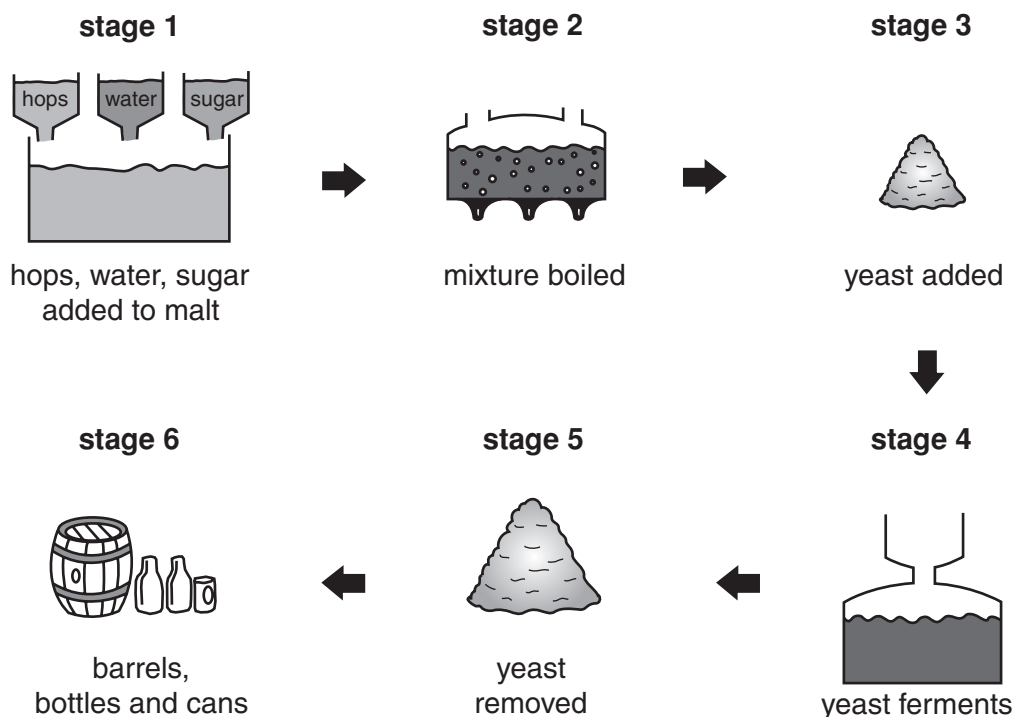 stage 1
hops
water
sugar
hops, water, sugar
added to malt
stage 2
mixture boiled
stage 3
yeast added
stage 4
yeast ferments
stage 5
yeast
removed
stage 6
barrels,
bottles and cans